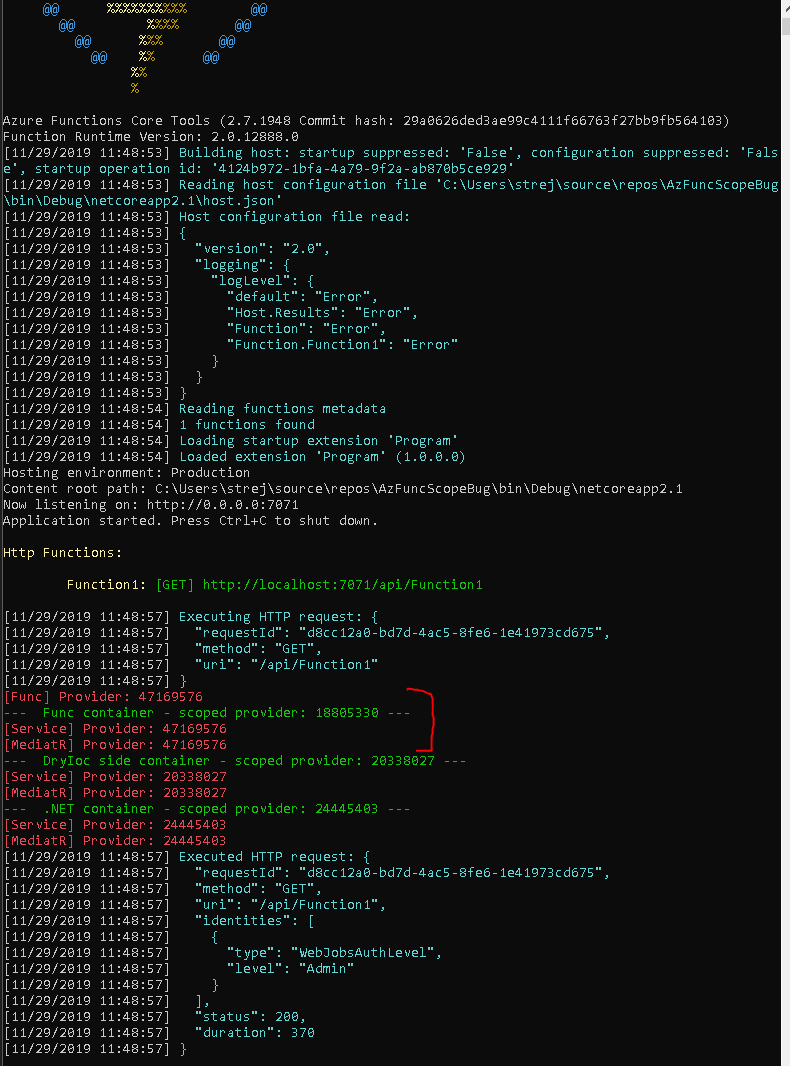 @@ %%%%%%%%%% @@
@@ %%%% @@
@@ %%% @@
@@ %% @@
%%
%
Azure Functions Core Tools (2.7.1948 Commit hash: 29a0626ded3ae99c4111f66763f27bb9fb564103)
Function Runtime Version: 2.0.12888.0
[11/29/2019 11:48:53] Building host: startup suppressed: 'False', configuration suppressed: 'Fals
e', startup operation id: '4124b972-1bfa-4a79-9f2a-ab870b5ce929'
[11/29/2019 11:48:53] Reading host configuration file 'C:\Users\strej\source\repos\AzFuncScopeBug
\bin\Debug\netcoreapp2.1\host.json'
[11/29/2019 11:48:53] Host configuration file read:
[11/29/2019 11:48:53] {
[11/29/2019 11:48:53]   "version": "2.0",
[11/29/2019 11:48:53]   "logging": {
[11/29/2019 11:48:53]     "logLevel": {
[11/29/2019 11:48:53]       "default": "Error",
[11/29/2019 11:48:53]       "Host.Results": "Error",
[11/29/2019 11:48:53]       "Function": "Error",
[11/29/2019 11:48:53]       "Function.Function1": "Error"
[11/29/2019 11:48:53]     }
[11/29/2019 11:48:53]   }
[11/29/2019 11:48:53] }
[11/29/2019 11:48:54] Reading functions metadata
[11/29/2019 11:48:54] 1 functions found
[11/29/2019 11:48:54] Loading startup extension 'Program'
[11/29/2019 11:48:54] Loaded extension 'Program' (1.0.0.0)
Hosting environment: Production
Content root path: C:\Users\strej\source\repos\AzFuncScopeBug\bin\Debug\netcoreapp2.1
Now listening on: http://0.0.0.0:7071
Application started. Press Ctrl+C to shut down.
Http Functions:
Function1: [GET] http://localhost:7071/api/Function1
[11/29/2019 11:48:57] Executing HTTP request: {
[11/29/2019 11:48:57]   "requestId": "d8cc12a0-bd7d-4ac5-8fe6-1e41973cd675",
[11/29/2019 11:48:57]   "method": "GET",
[11/29/2019 11:48:57]   "uri": "/api/Function1"
[11/29/2019 11:48:57] }
[Func] Provider: 47169576
---  Func container - scoped provider: 18805330 ---
[Service] Provider: 47169576
[MediatR] Provider: 47169576
---  DryIoc side container - scoped provider: 20338027 ---
[Service] Provider: 20338027
[MediatR] Provider: 20338027
---  .NET container - scoped provider: 24445403 ---
[Service] Provider: 24445403
[MediatR] Provider: 24445403
[11/29/2019 11:48:57] Executed HTTP request: {
[11/29/2019 11:48:57]   "requestId": "d8cc12a0-bd7d-4ac5-8fe6-1e41973cd675",
[11/29/2019 11:48:57]   "method": "GET",
[11/29/2019 11:48:57]   "uri": "/api/Function1",
[11/29/2019 11:48:57]   "identities": [
[11/29/2019 11:48:57]     {
[11/29/2019 11:48:57]       "type": "WebJobsAuthLevel",
[11/29/2019 11:48:57]       "level": "Admin"
[11/29/2019 11:48:57]     }
[11/29/2019 11:48:57]   ],
[11/29/2019 11:48:57]   "status": 200,
[11/29/2019 11:48:57]   "duration": 370
[11/29/2019 11:48:57] }